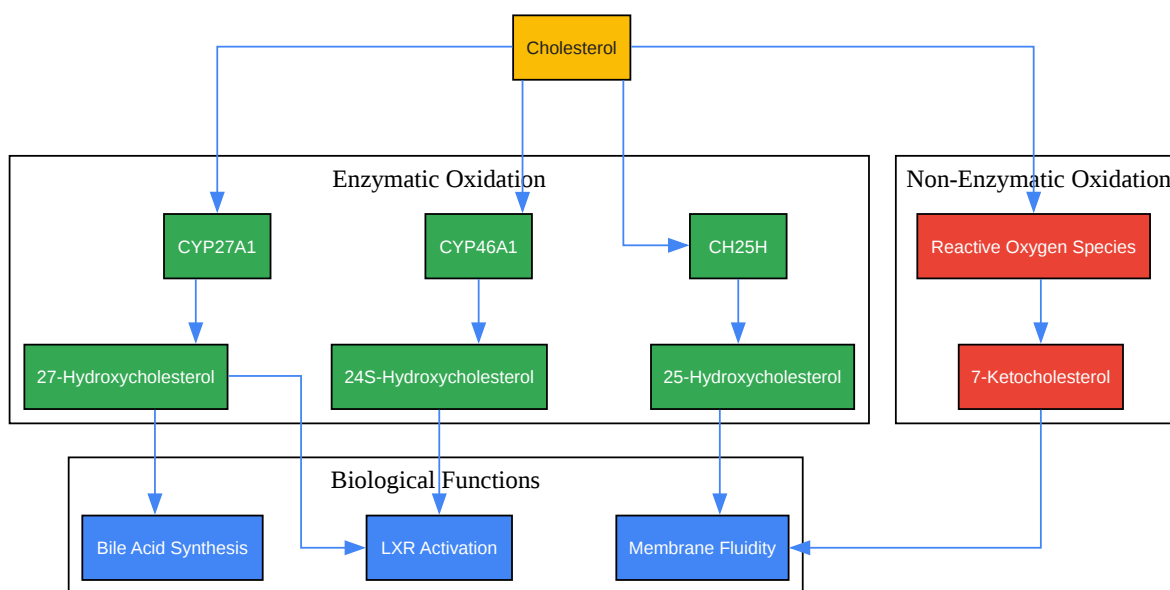 Cholesterol
Enzymatic Oxidation
Non-Enzymatic Oxidation
CYP27A1
CYP46A1
CH25H
Reactive Oxygen Species
27-Hydroxycholesterol
24S-Hydroxycholesterol
25-Hydroxycholesterol
7-Ketocholesterol
Biological Functions
Bile Acid Synthesis
LXR Activation
Membrane Fluidity